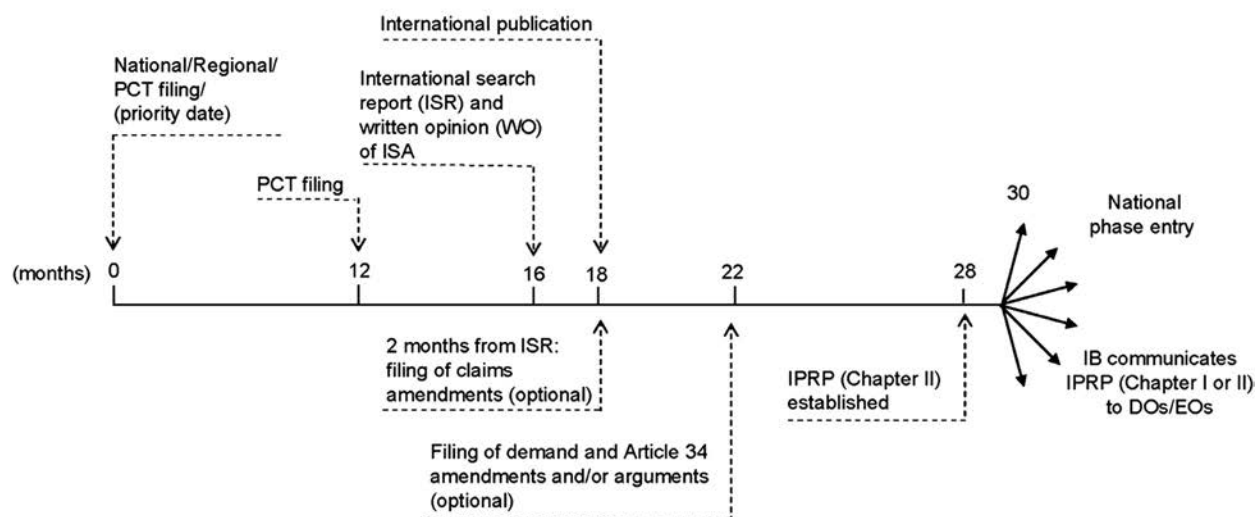 International publication
National/Regional/
PCT filing/
(priority date)
International search
report (ISR) and
written opinion (WO)
of ISA
PCT filing
30
National
phase entry
(months)
0
12
16
18
22
28
2 months from ISR:
filing of claims
amendments (optional)
IPRP (Chapter II)
established
IB communicates
IPRP (Chapter I or II)
to DOs/EOs
Filing of demand and Article 34
amendments and/or arguments
(optional)